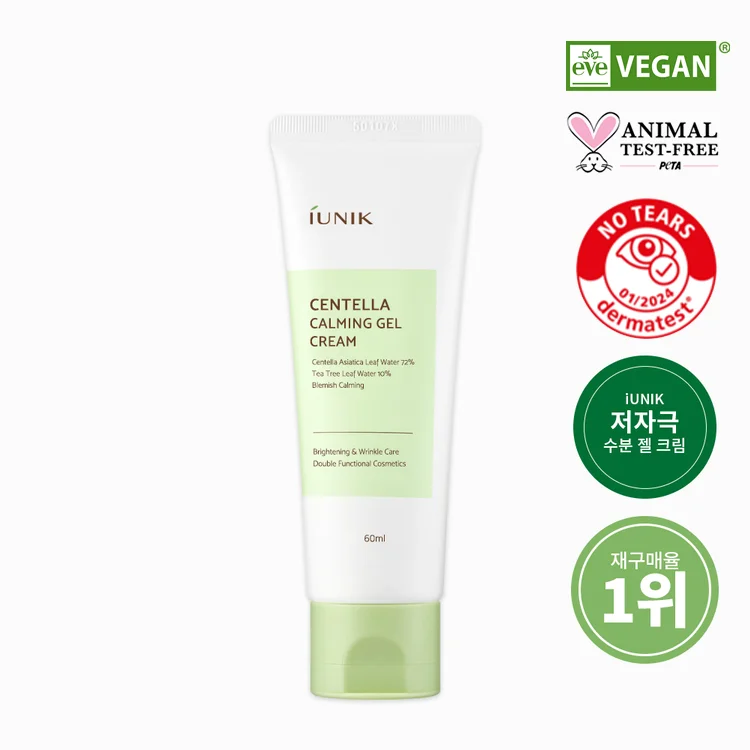 iUNIK
CENTELLA
CALMING GEL
CREAM
Centella Asiatica Leaf Water 72%
Tea Tree Leaf Water 10%
Blemish Calming
Brightening & Wrinkle Care
Double Functional Cosmetics
60ml
eve VEGAN®
ANIMAL
TEST-FREE
PETA
NO TEARS
01/2024
dermatest®
iUNIK
저자극
수분 젤 크림
재구매율
1위